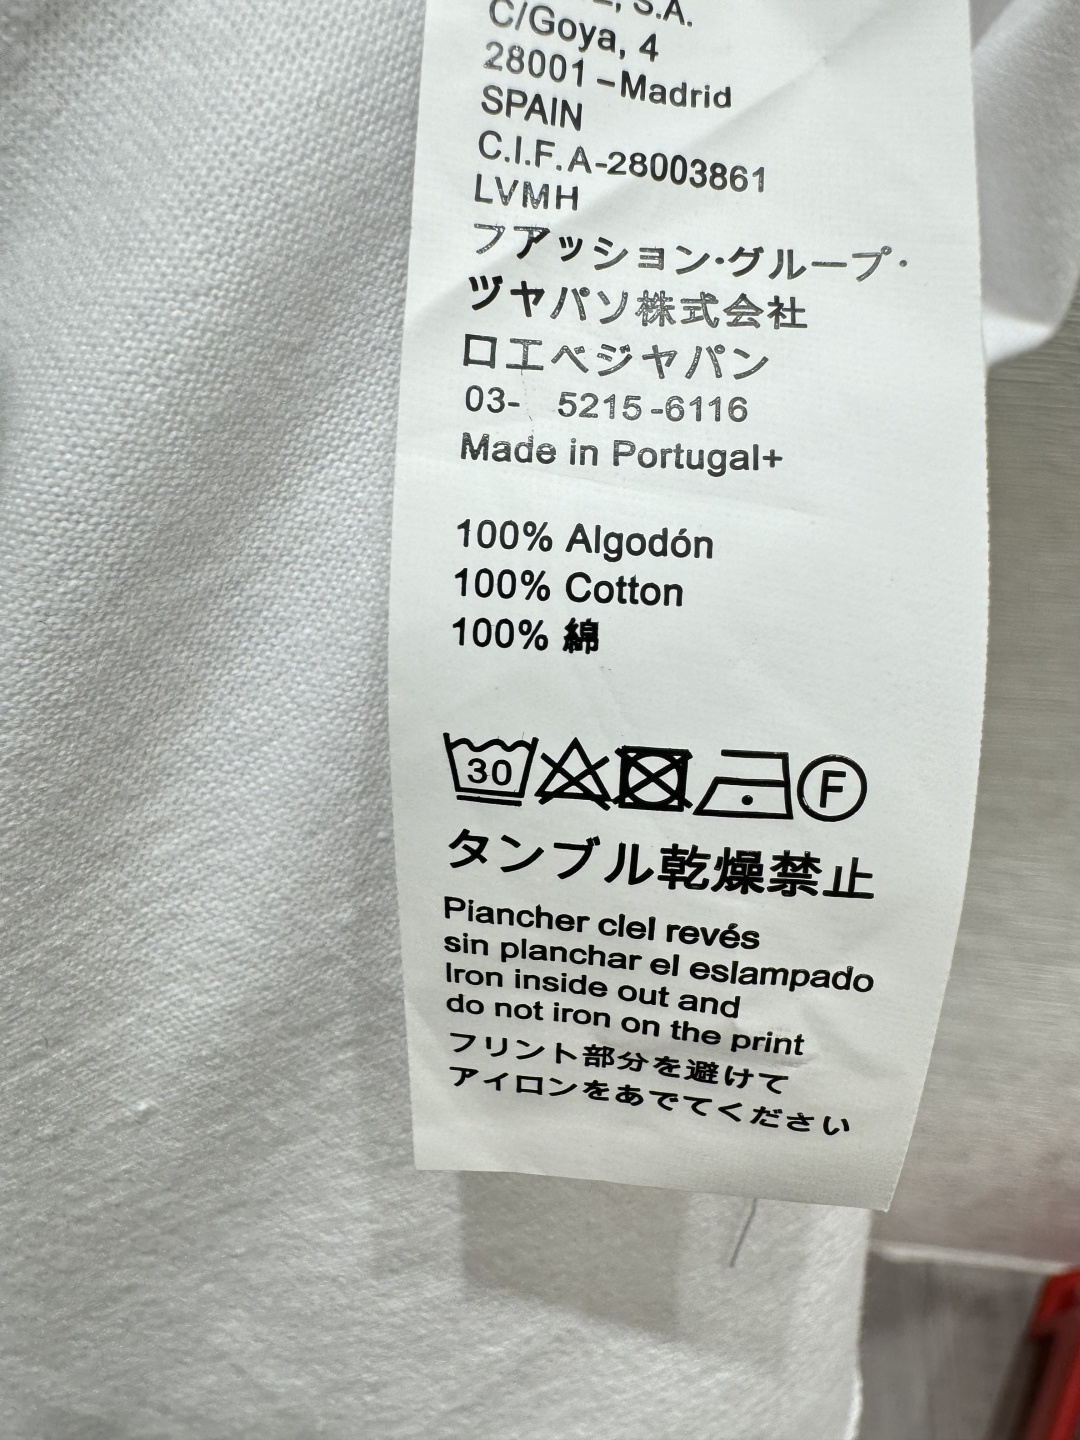 S.A.
C/Goya, 4
28001 –Madrid
SPAIN
C.I.F. A-28003861
LVMH
フアッション·グループ·
ツヤパソ株式会社
口エベジヤパン
03- 5215-6116
Made in Portugal+
100% Algodón
100% Cotton
100% 綿
30
F
タンブル乾燥禁止
Piancher clel revés
sin planchar el eslampado
Iron inside out and
do not iron on the print
フリント部分を避けて
アイロンをあでてください